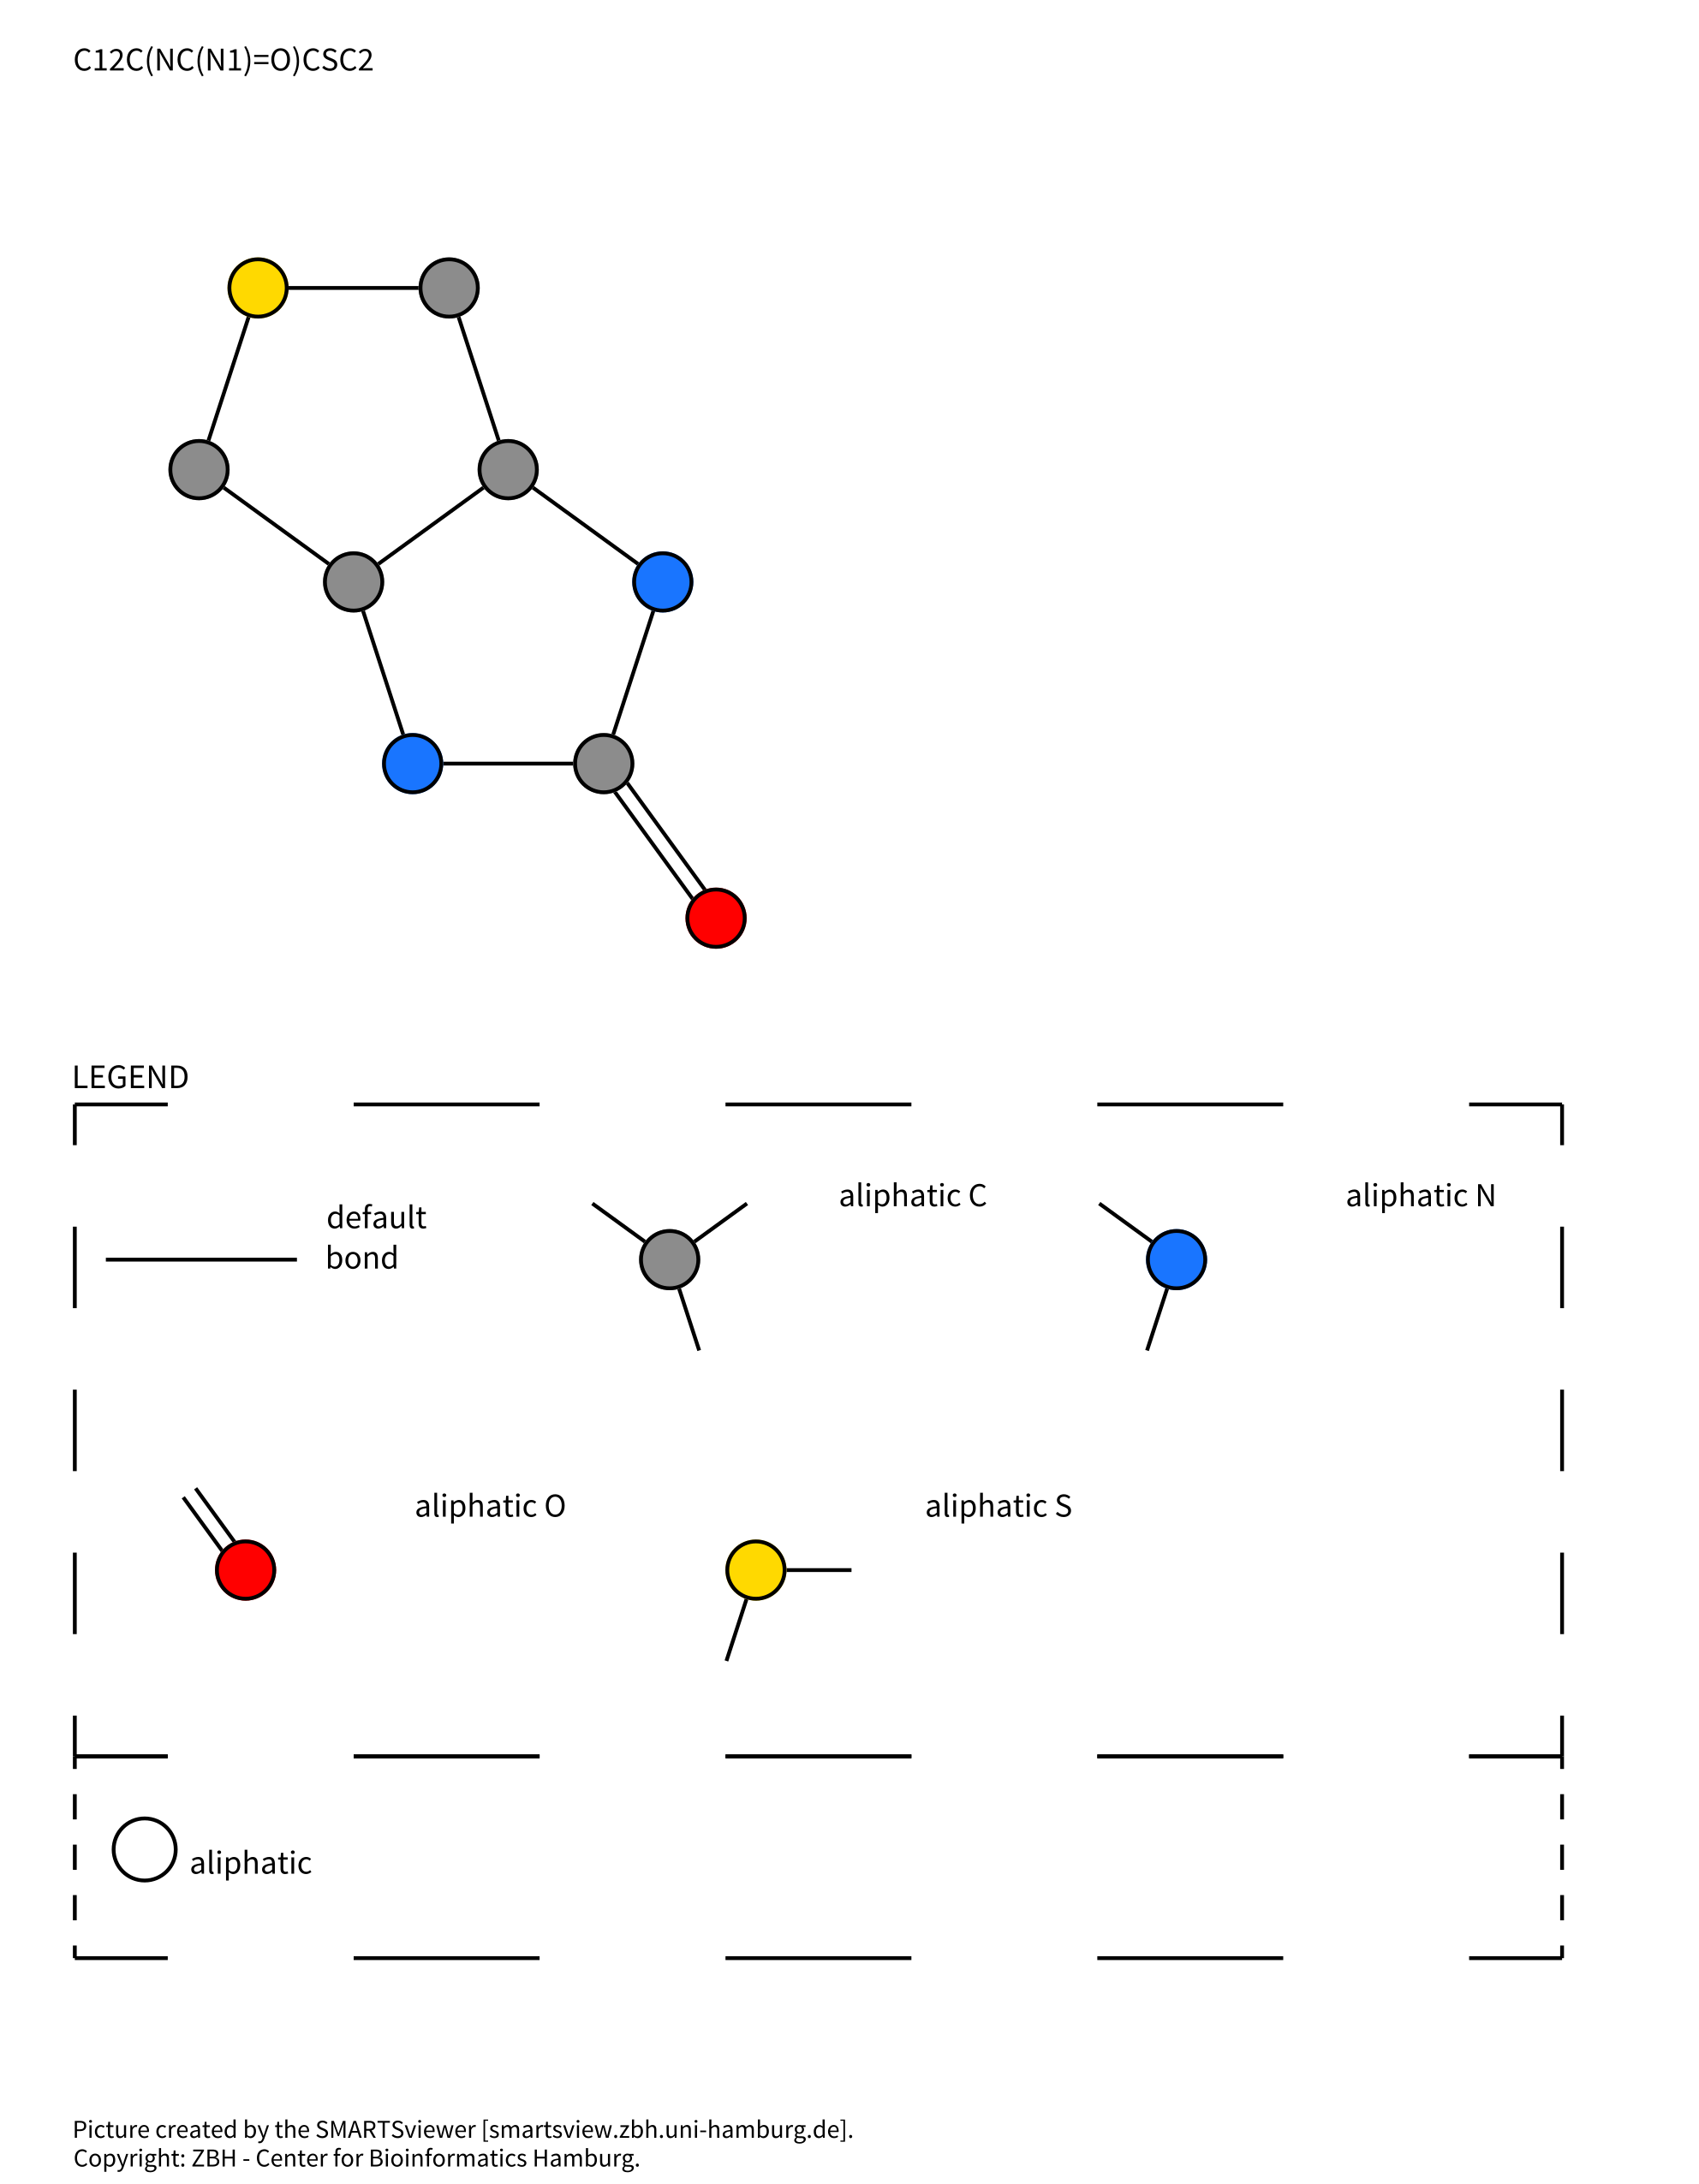 C12C(NC(N1)=O)CSC2
LEGEND
default
bond
aliphatic C
aliphatic N
aliphatic O
aliphatic S
aliphatic
Picture created by the SMARTSviewer [smartsview.zbh.uni-hamburg.de].
Copyright: ZBH - Center for Bioinformatics Hamburg.